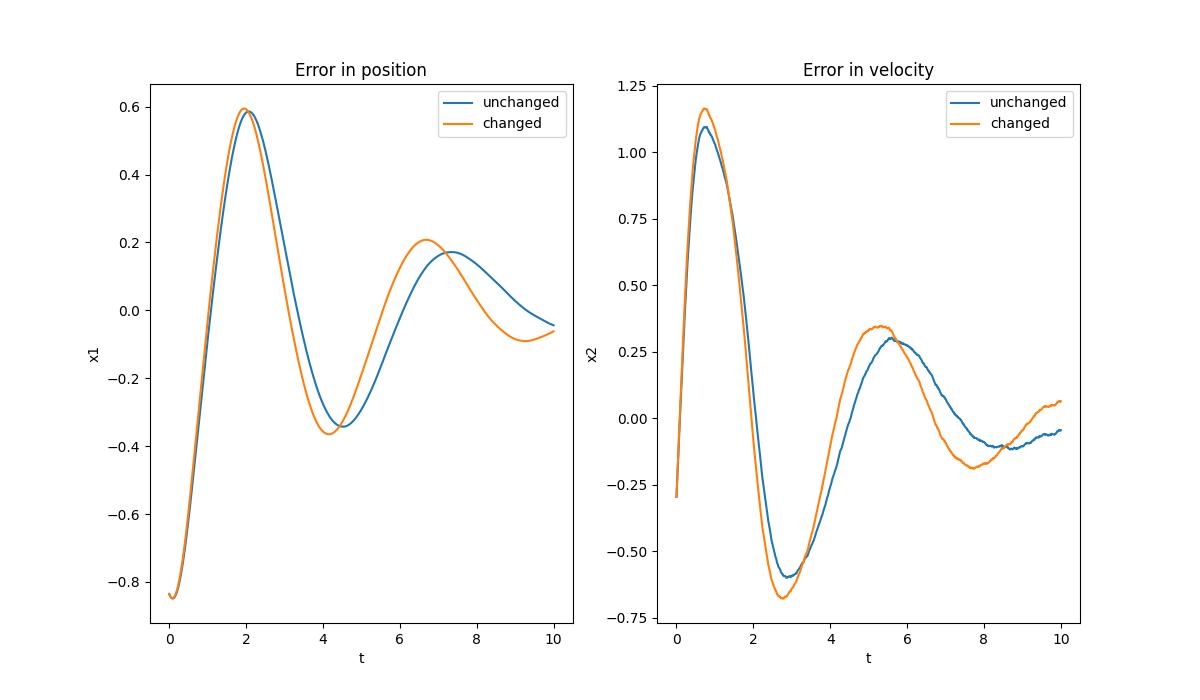 Error in position
unchanged
changed
0.6
0.4
0.2
0.0
−0.2
−0.4
−0.6
−0.8
x1
0 2 4 6 8 10
t
Error in velocity
unchanged
changed
1.25
1.00
0.75
0.50
0.25
0.00
−0.25
−0.50
−0.75
x2
0 2 4 6 8 10
t